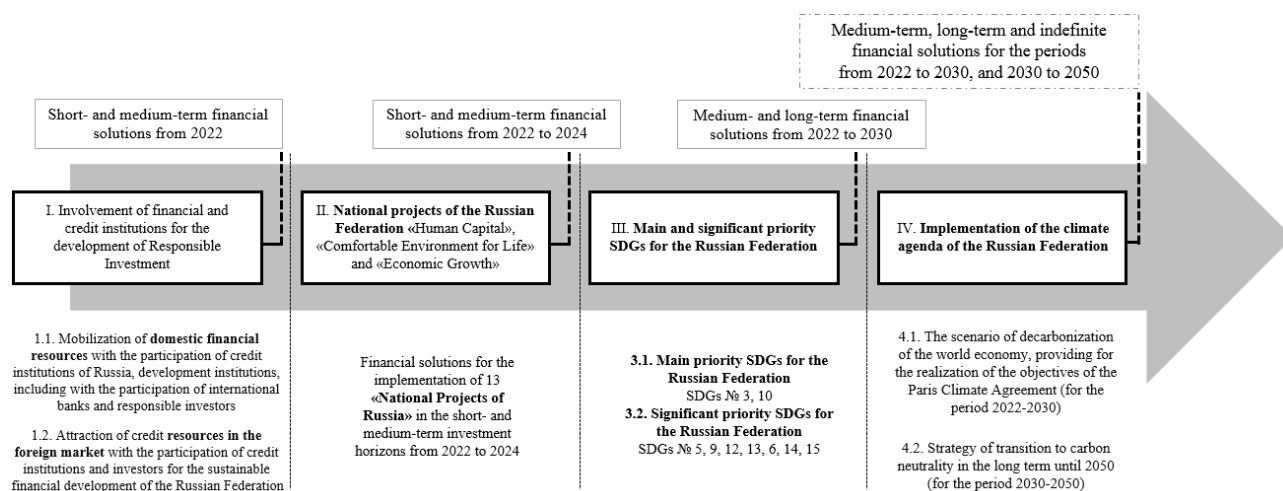 Medium-term, long-term and indefinite
financial solutions for the periods
from 2022 to 2030, and 2030 to 2050
Short- and medium-term financial
solutions from 2022
Short- and medium-term financial
solutions from 2022 to 2024
Medium- and long-term financial
solutions from 2022 to 2030
I. Involvement of financial and
credit institutions for the
development of Responsible
Investment
II. National projects of the Russian
Federation «Human Capital»,
«Comfortable Environment for Life»
and «Economic Growth»
III. Main and significant priority
SDGs for the Russian Federation
IV. Implementation of the climate
agenda of the Russian Federation
1.1. Mobilization of domestic financial
resources with the participation of credit
institutions of Russia, development institutions,
including with the participation of international
banks and responsible investors
1.2. Attraction of credit resources in the
foreign market with the participation of credit
institutions and investors for the sustainable
financial development of the Russian Federation
Financial solutions for the
implementation of 13
«National Projects of
Russia» in the short- and
medium-term investment
horizons from 2022 to 2024
3.1. Main priority SDGs for the
Russian Federation
SDGs № 3, 10
3.2. Significant priority SDGs for
the Russian Federation
SDGs № 5, 9, 12, 13, 6, 14, 15
4.1. The scenario of decarbonization
of the world economy, providing for
the realization of the objectives of the
Paris Climate Agreement (for the
period 2022-2030)
4.2. Strategy of transition to carbon
neutrality in the long term until 2050
(for the period 2030-2050)